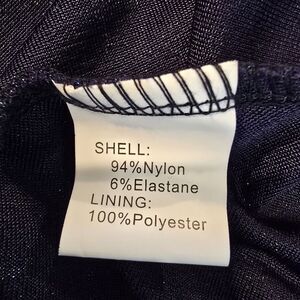 SHELL:
94%Nylon
6%Elastane
LINING:
100%Polyester